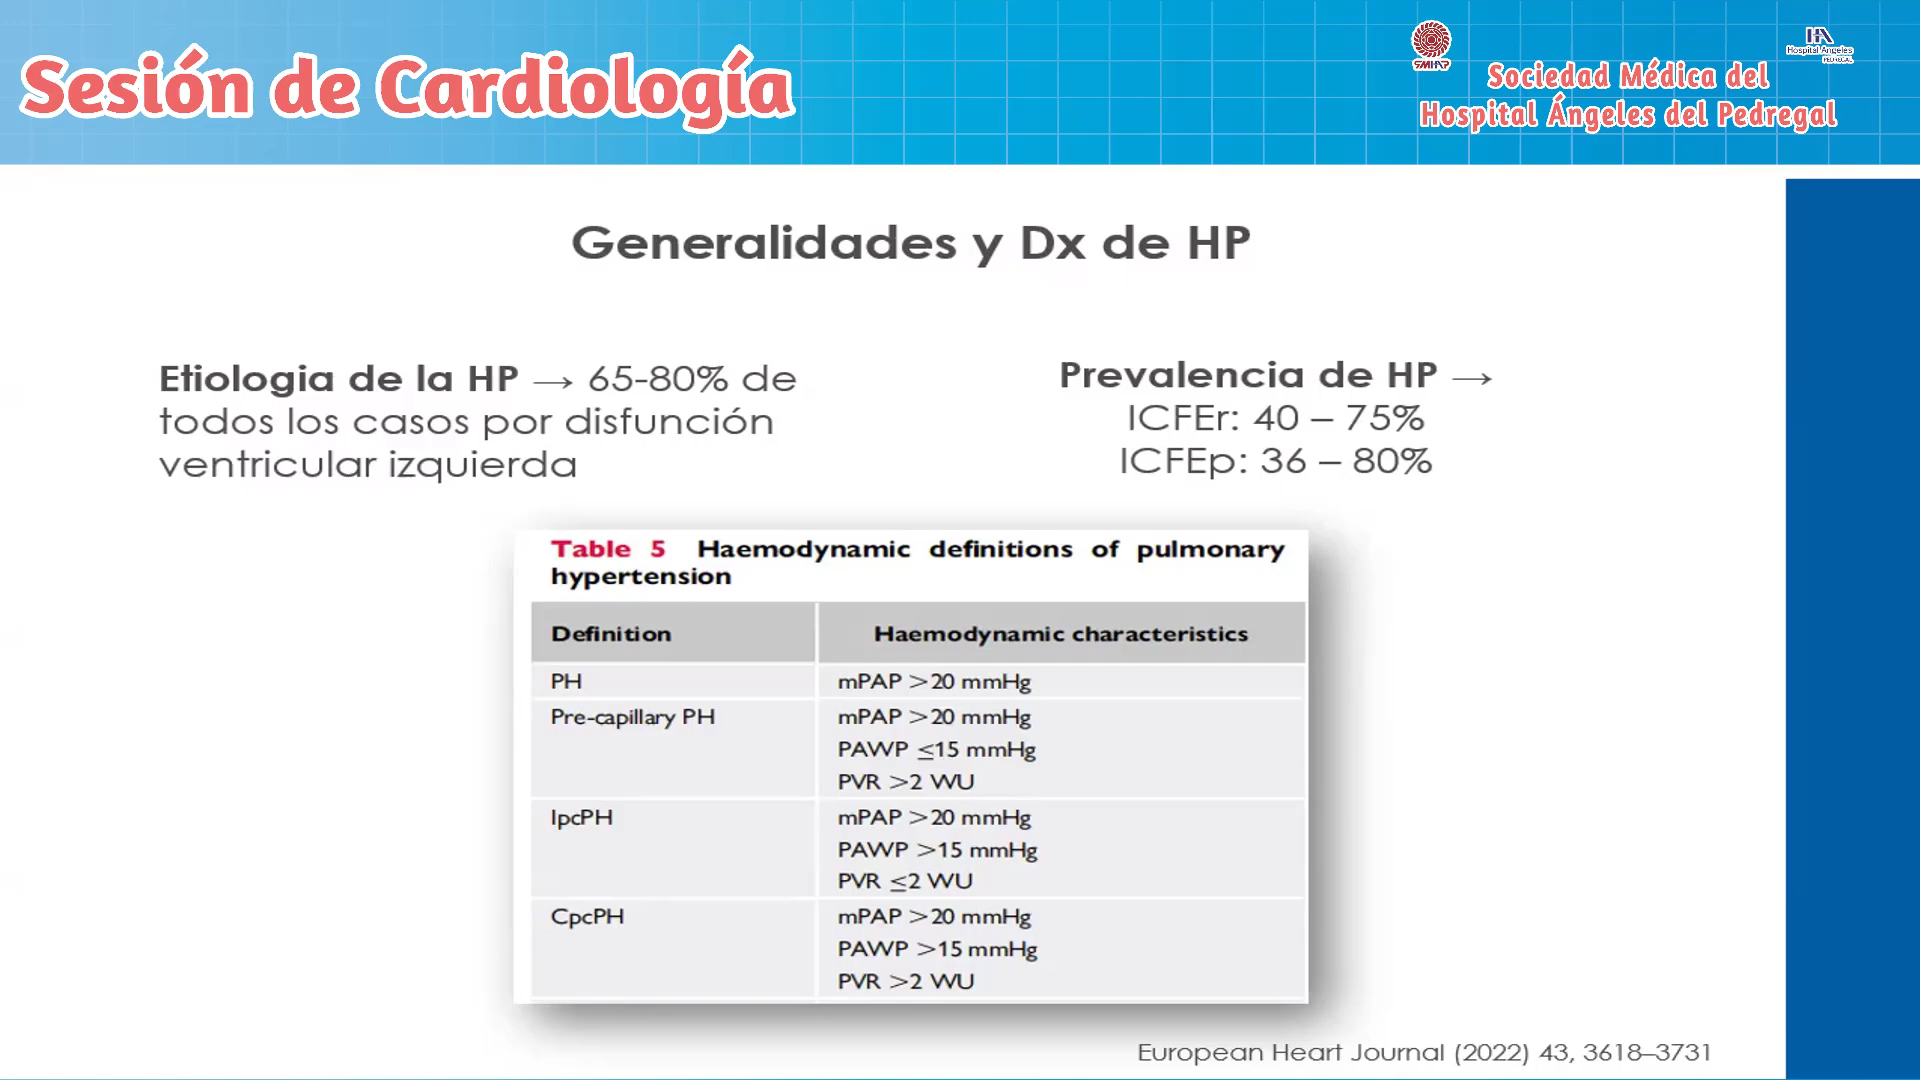 Sesión de Cardiología
SMHAP
Hospital Angeles
PEDREGAL
Sociedad Médica del
Hospital Ángeles del Pedregal
Generalidades y Dx de HP
Etiologia de la HP → 65-80% de
todos los casos por disfunción
ventricular izquierda
Prevalencia de HP →
ICFEr: 40 – 75%
ICFEp: 36 – 80%
Table 5 Haemodynamic definitions of pulmonary
hypertension
Definition Haemodynamic characteristics
PH mPAP >20 mmHg
Pre-capillary PH mPAP >20 mmHg
PAWP ≤15 mmHg
PVR >2 WU
IpcPH mPAP >20 mmHg
PAWP >15 mmHg
PVR ≤2 WU
CpcPH mPAP >20 mmHg
PAWP >15 mmHg
PVR >2 WU
European Heart Journal (2022) 43, 3618–3731